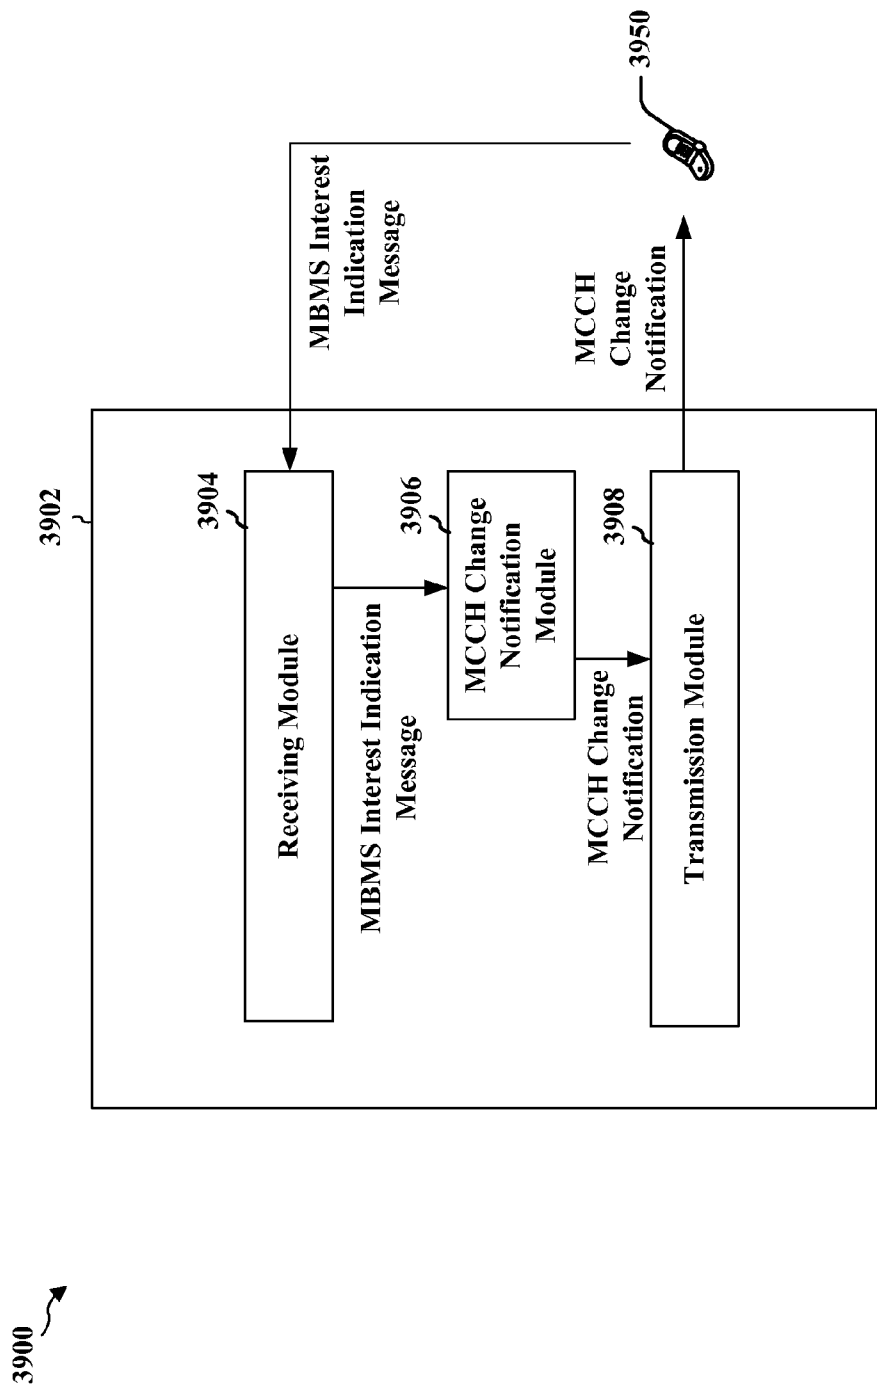 3900
3902
3904
Receiving Module
MBMS Interest
Indication
Message
3950
MBMS Interest Indication
Message
3906
MCCH Change
Notification
Module
MCCH Change
Notification
3908
Transmission Module
MCCH
Change
Notification